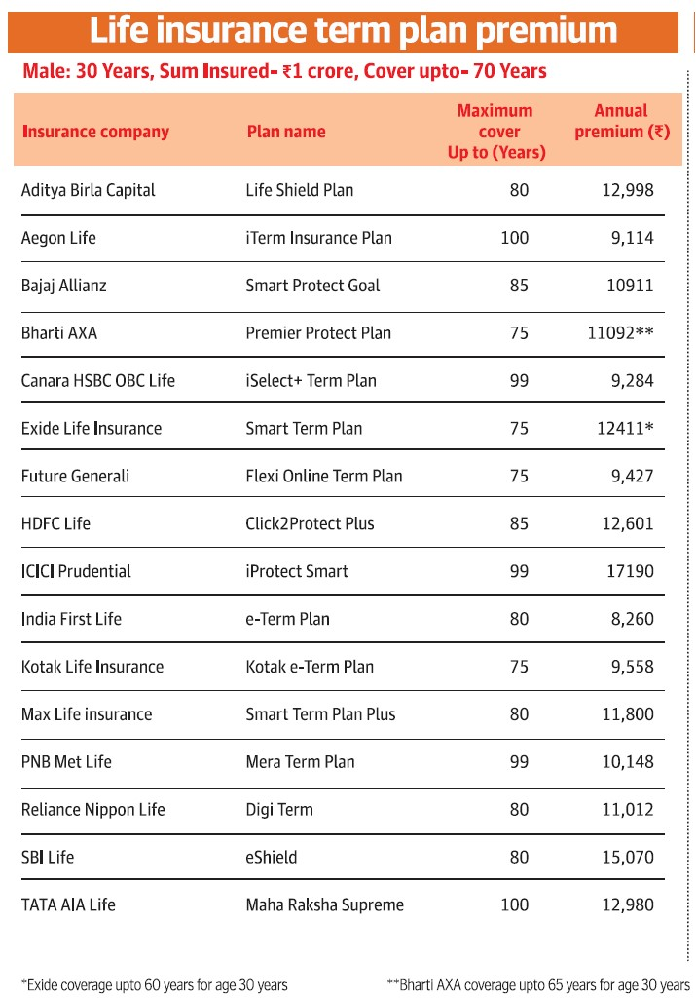 Life insurance term plan premium
Male: 30 Years, Sum Insured- ₹1 crore, Cover upto- 70 Years
Insurance company Plan name Maximum cover Up to (Years) Annual premium (₹)
Aditya Birla Capital Life Shield Plan 80 12,998
Aegon Life iTerm Insurance Plan 100 9,114
Bajaj Allianz Smart Protect Goal 85 10911
Bharti AXA Premier Protect Plan 75 11092**
Canara HSBC OBC Life iSelect+ Term Plan 99 9,284
Exide Life Insurance Smart Term Plan 75 12411*
Future Generali Flexi Online Term Plan 75 9,427
HDFC Life Click2Protect Plus 85 12,601
ICICI Prudential iProtect Smart 99 17190
India First Life e-Term Plan 80 8,260
Kotak Life Insurance Kotak e-Term Plan 75 9,558
Max Life insurance Smart Term Plan Plus 80 11,800
PNB Met Life Mera Term Plan 99 10,148
Reliance Nippon Life Digi Term 80 11,012
SBI Life eShield 80 15,070
TATA AIA Life Maha Raksha Supreme 100 12,980
*Exide coverage upto 60 years for age 30 years **Bharti AXA coverage upto 65 years for age 30 years